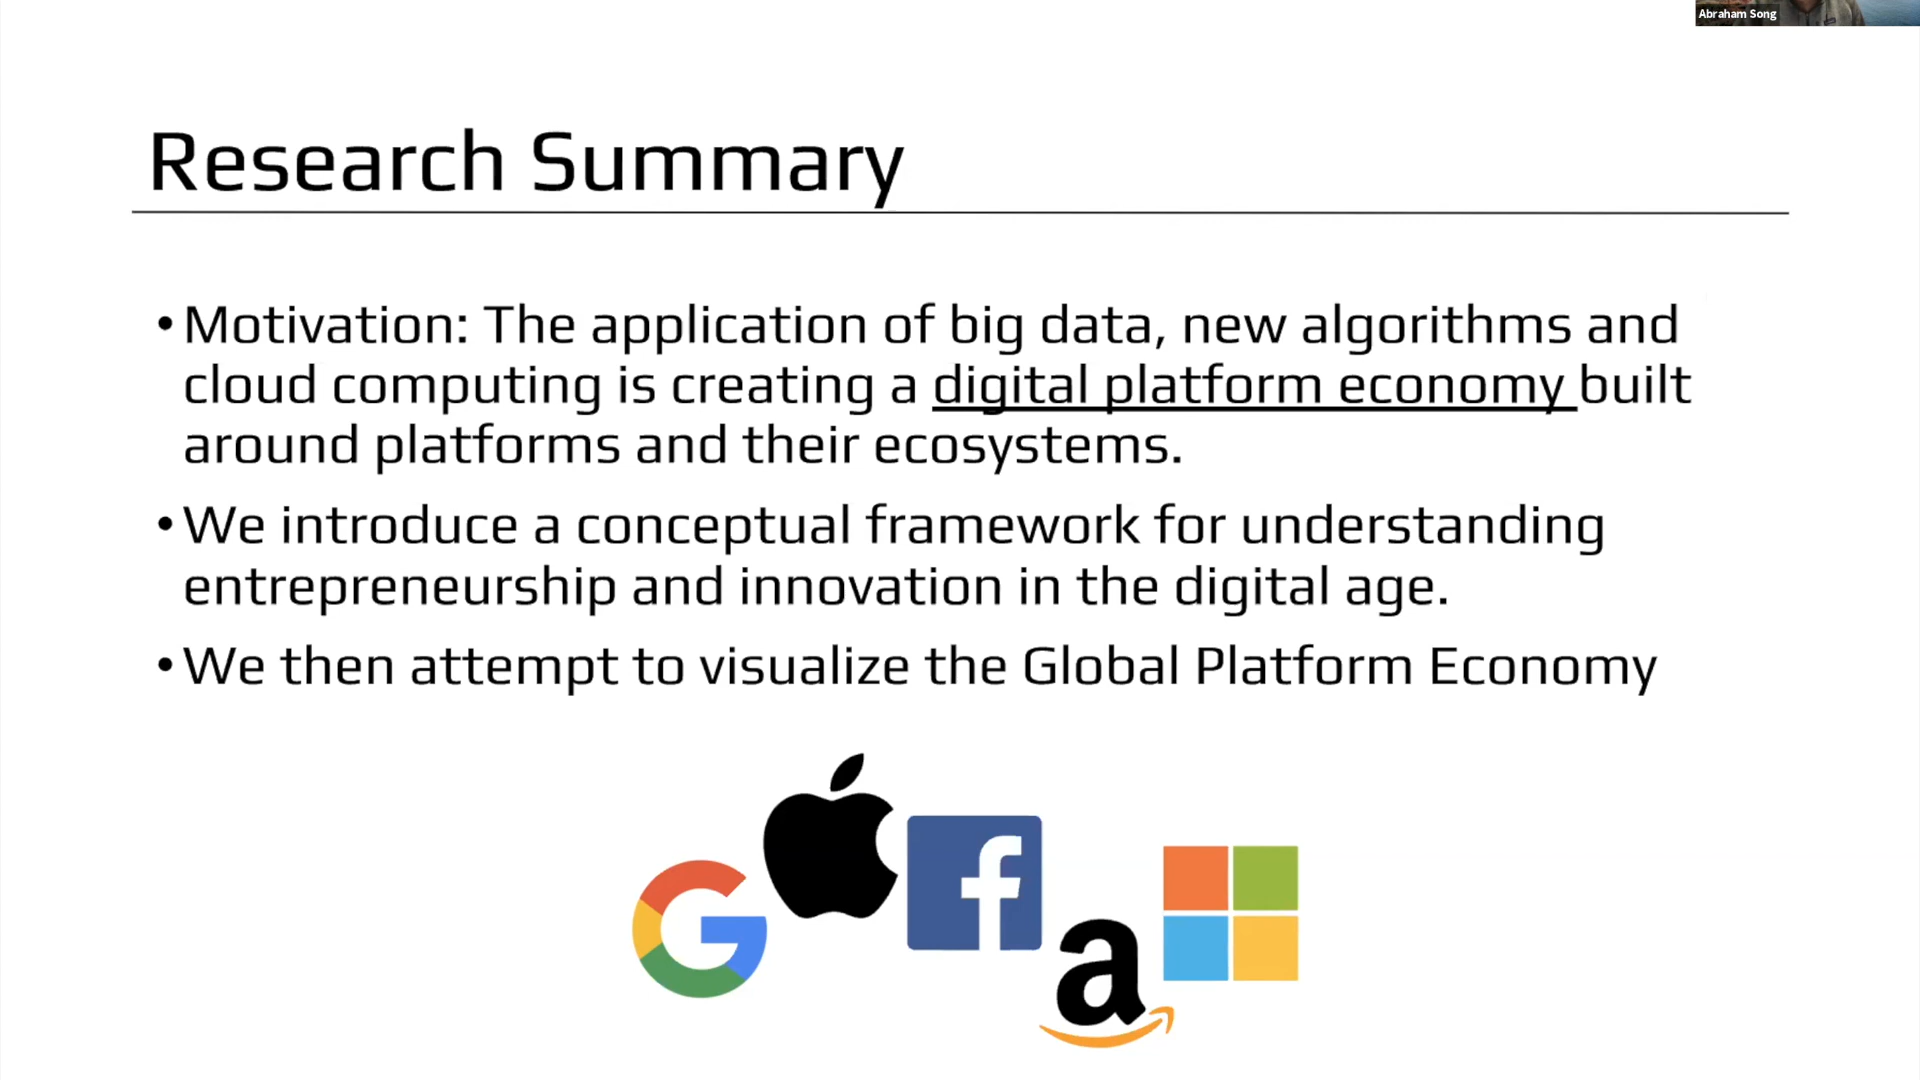 Abraham Song
Research Summary
• Motivation: The application of big data, new algorithms and
cloud computing is creating a digital platform economy built
around platforms and their ecosystems.
• We introduce a conceptual framework for understanding
entrepreneurship and innovation in the digital age.
• We then attempt to visualize the Global Platform Economy
G
f
a